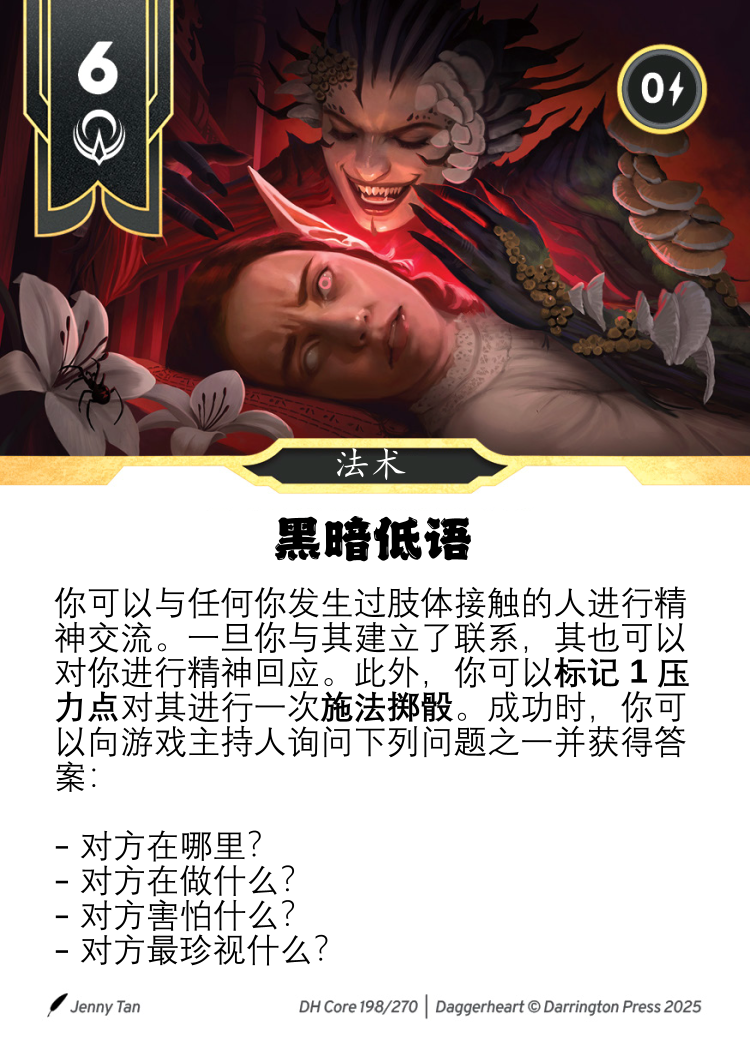 6
0
法术
黑暗低语
你可以与任何你发生过肢体接触的人进行精
神交流。一旦你与其建立了联系，其也可以
对你进行精神回应。此外，你可以标记 1 压
力点对其进行一次施法掷骰。成功时，你可
以向游戏主持人询问下列问题之一并获得答
案：
- 对方在哪里？
- 对方在做什么？
- 对方害怕什么？
- 对方最珍视什么？
Jenny Tan
DH Core 198/270 | Daggerheart © Darrington Press 2025